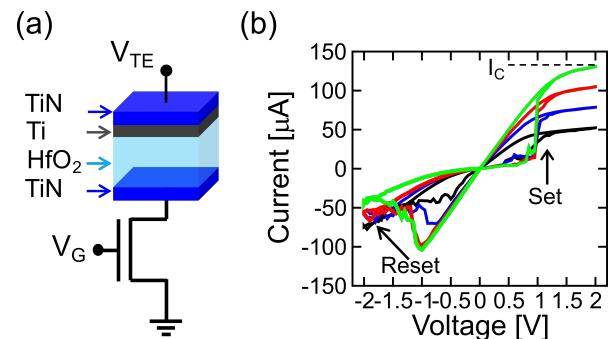 (a)
V_TE
TiN
Ti
HfO₂
TiN
V_G
(b)
150
100
50
0
-50
-100
-150
Current [μA]
I_C
Set
Reset
-2 -1.5 -1 -0.5 0 0.5 1 1.5 2
Voltage [V]